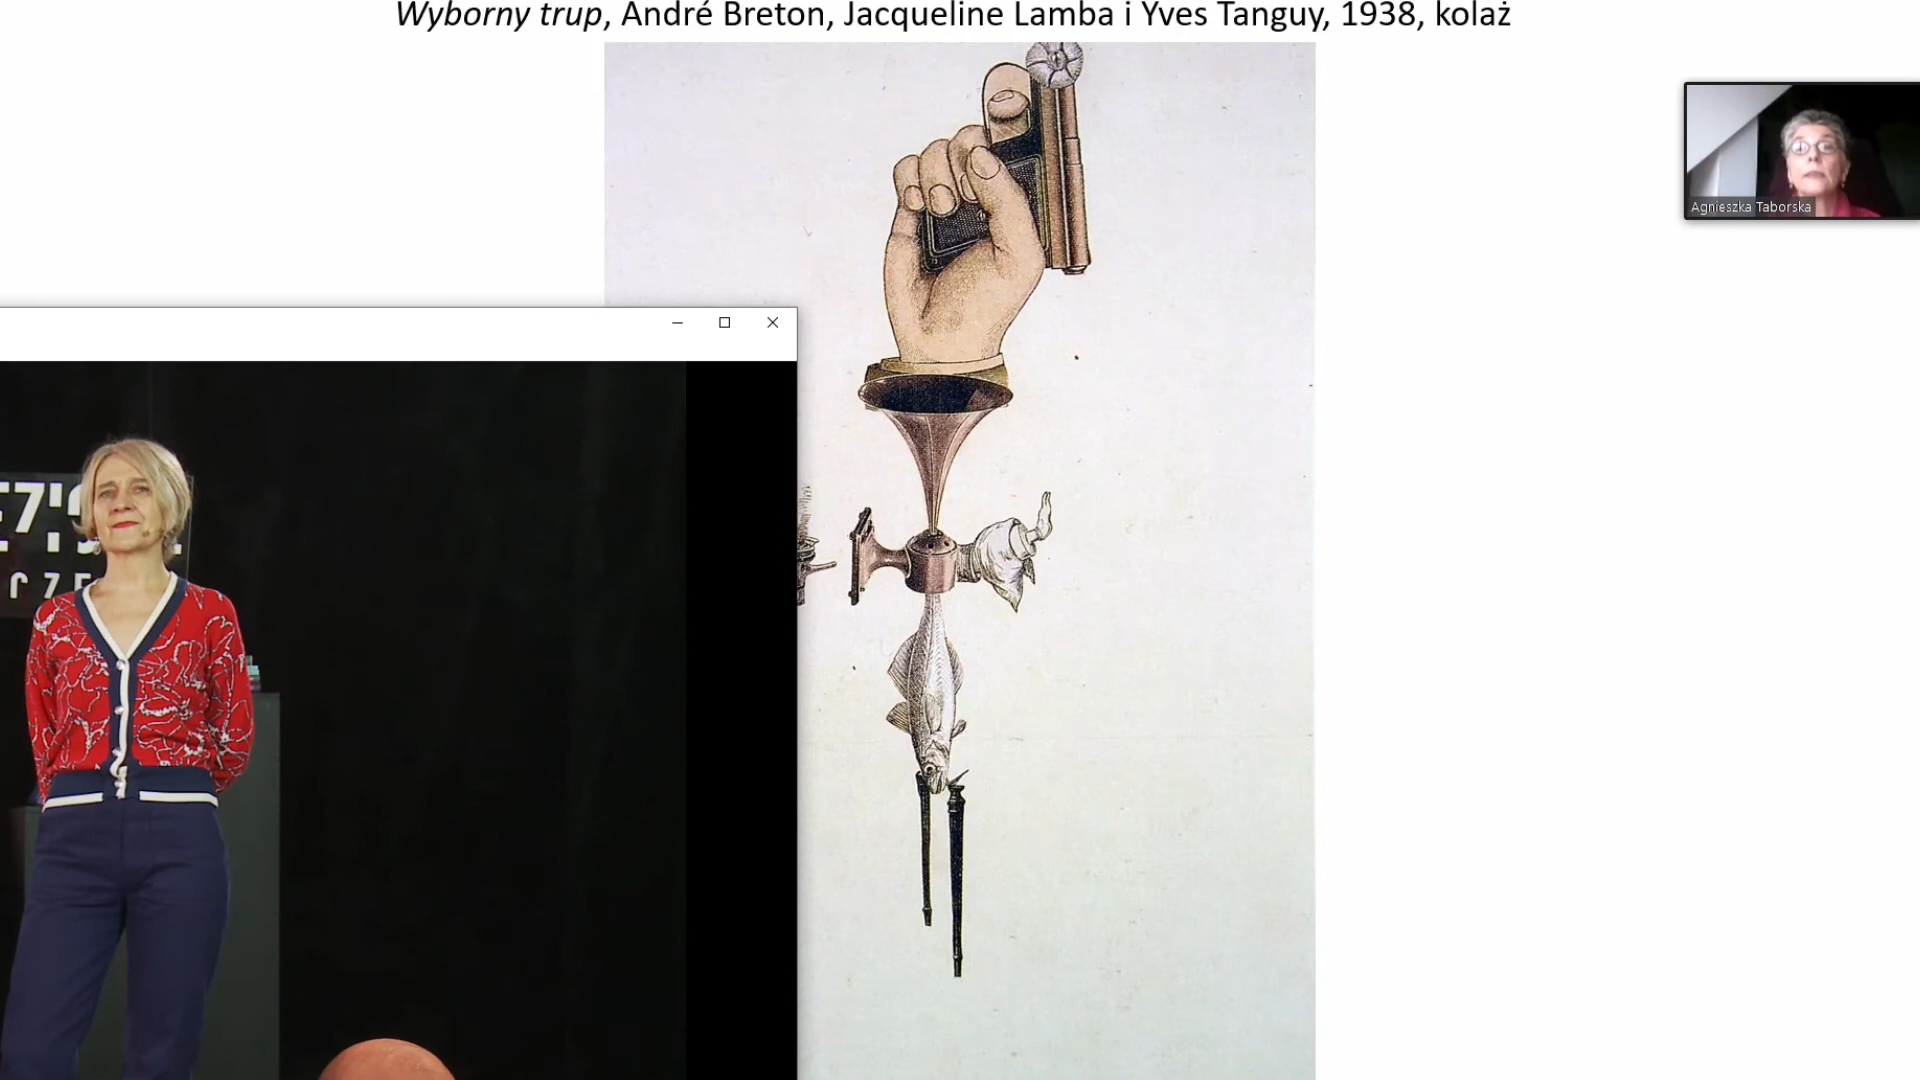 Wyborny trup, André Breton, Jacqueline Lamba i Yves Tanguy, 1938, kolaż
Agnieszka Taborska